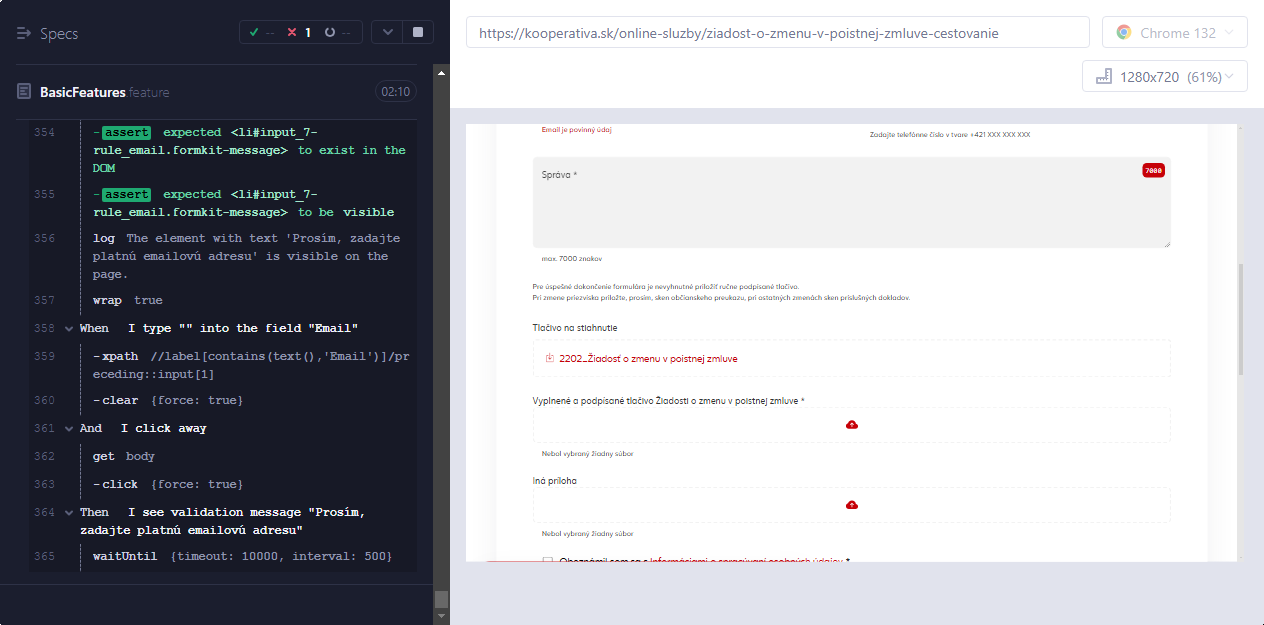 Specs
-- 1 --
BasicFeatures.feature
02:10
354 -assert expected <li#input_7-
rule_email.formkit-message> to exist in the
DOM
355 -assert expected <li#input_7-
rule_email.formkit-message> to be visible
356 log The element with text 'Prosím, zadajte
platnú emailovú adresu' is visible on the
page.
357 wrap true
358 When I type "" into the field "Email"
359 -xpath //label[contains(text(),'Email')]/pr
eceding::input[1]
360 -clear {force: true}
361 And I click away
362 get body
363 -click {force: true}
364 Then I see validation message "Prosím,
zadajte platnú emailovú adresu"
365 waitUntil {timeout: 10000, interval: 500}
https://kooperativa.sk/online-sluzby/ziadost-o-zmenu-v-poistnej-zmluve-cestovanie
Chrome 132
1280x720 (61%)
Email je povinný údaj
Zadajte telefónne číslo v tvare +421 XXX XXX XXX
Správa *
7000
max. 7000 znakov
Pre úspešné dokončenie formulára je nevyhnutné priložiť ručne podpísané tlačivo.
Pri zmene priezviska priložte, prosím, sken občianskeho preukazu, pri ostatných zmenách sken príslušných dokladov.
Tlačivo na stiahnutie
2202_Žiadosť o zmenu v poistnej zmluve
Vyplnené a podpísané tlačivo Žiadosti o zmenu v poistnej zmluve *
Nebol vybraný žiadny súbor
Iná príloha
Nebol vybraný žiadny súbor
Oboznámil som sa s Informáciami o spracúvaní osobných údajov *